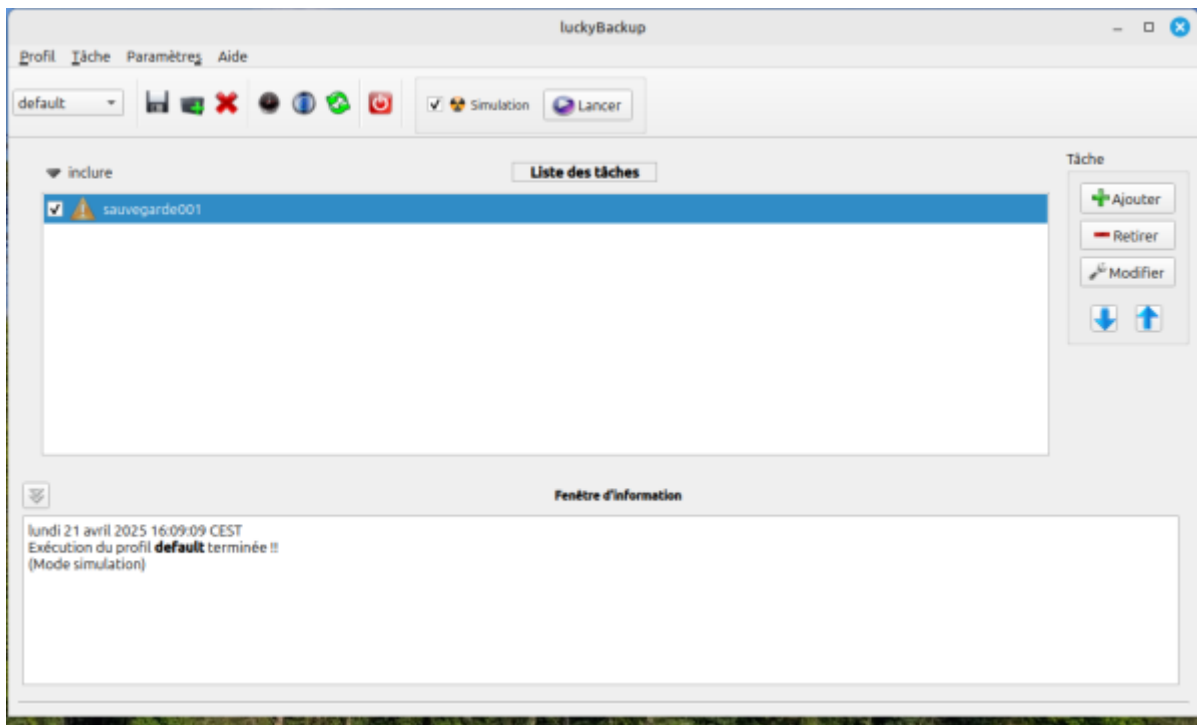 luckyBackup
Profil Tâche Paramètres Aide
default Simulation Lancer
inclure Liste des tâches Tâche
sauvegarde001
Ajouter
Retirer
Modifier
Fenêtre d'information
lundi 21 avril 2025 16:09:09 CEST
Exécution du profil default terminée !!
(Mode simulation)